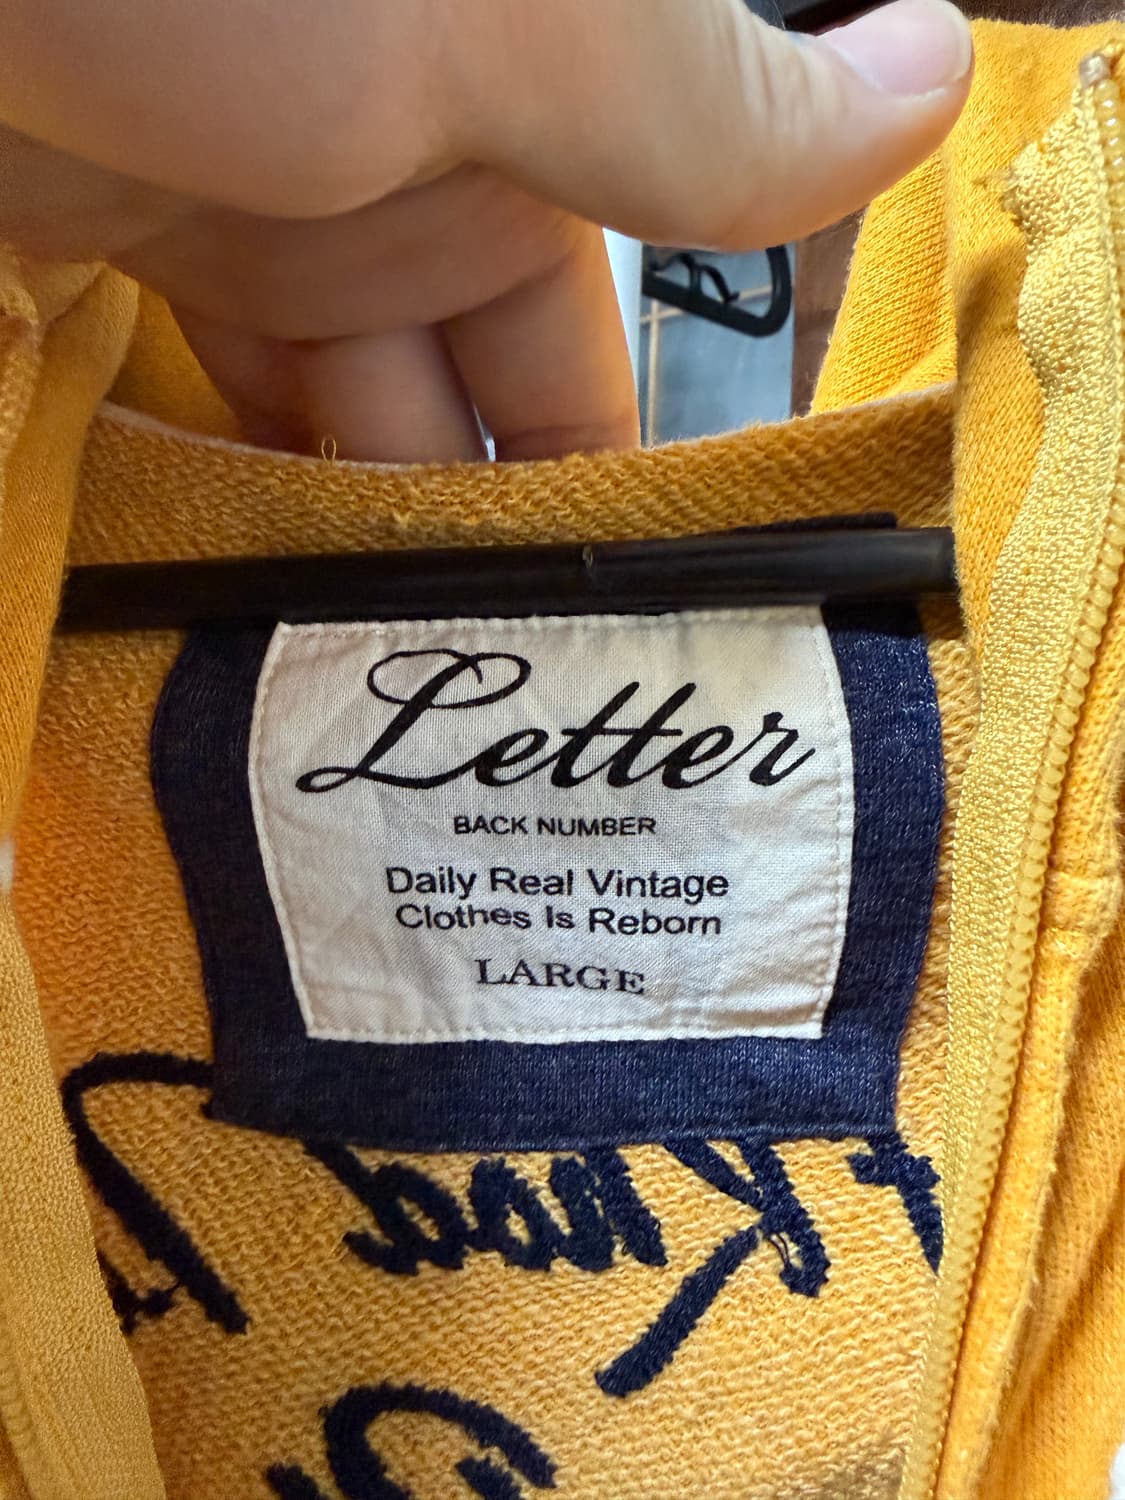 Letter
BACK NUMBER
Daily Real Vintage
Clothes Is Reborn
LARGE